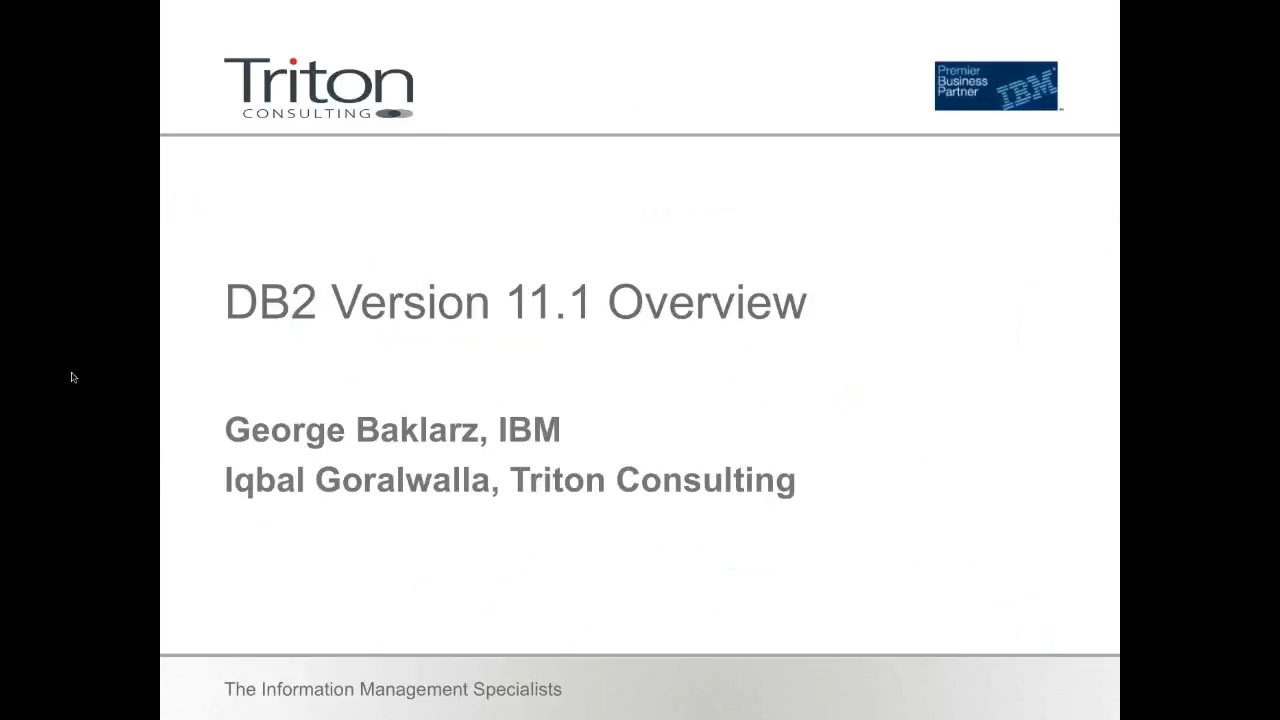 Triton
CONSULTING
Premier
Business
Partner
IBM
DB2 Version 11.1 Overview
George Baklarz, IBM
Iqbal Goralwalla, Triton Consulting
The Information Management Specialists